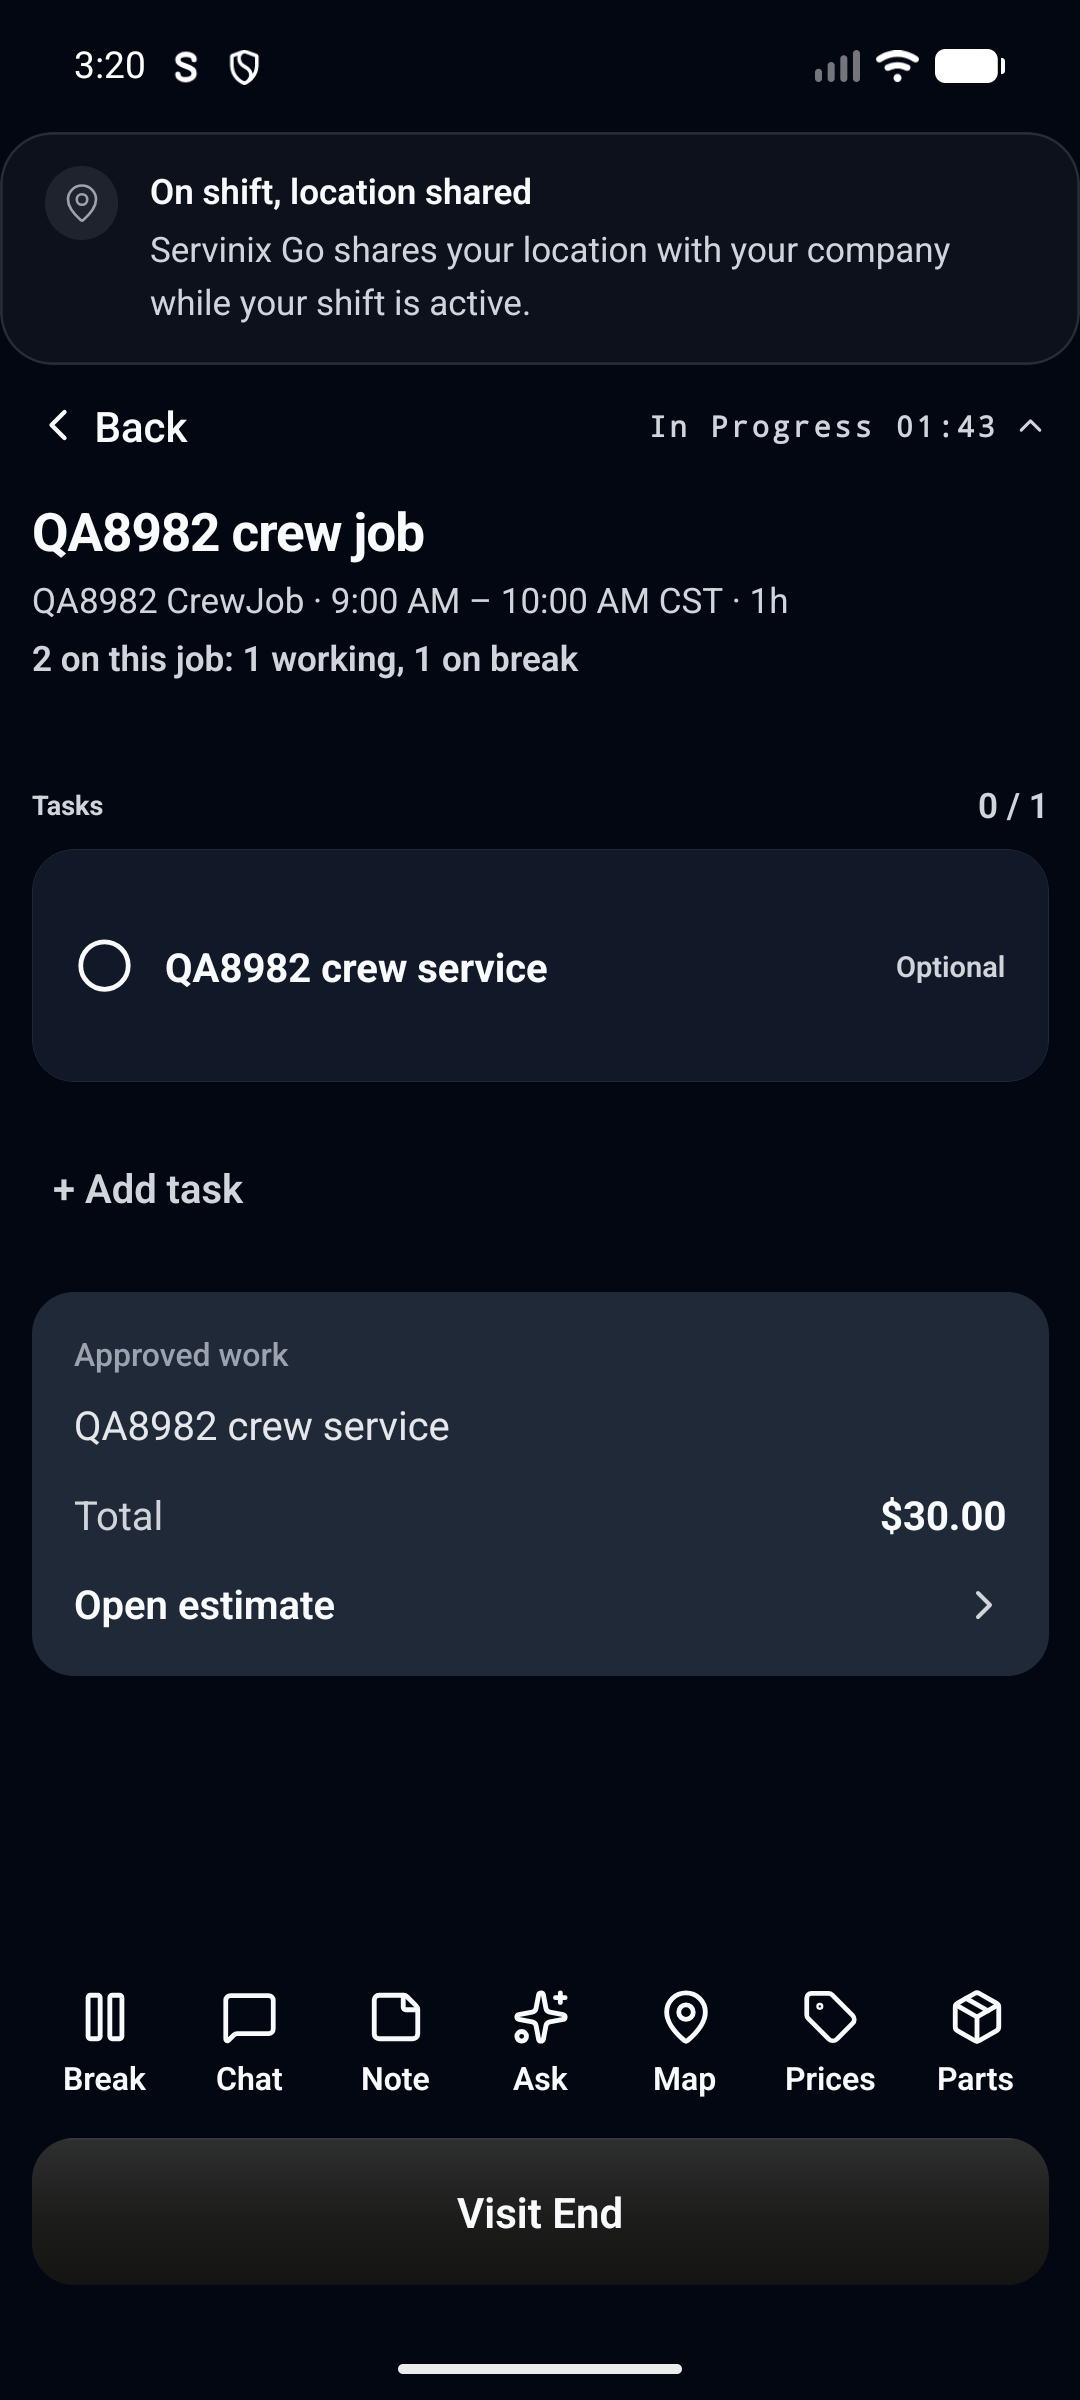 3:20 S
On shift, location shared
Servinix Go shares your location with your company
while your shift is active.
Back
In Progress 01:43
QA8982 crew job
QA8982 CrewJob · 9:00 AM – 10:00 AM CST · 1h
2 on this job: 1 working, 1 on break
Tasks 0 / 1
QA8982 crew service Optional
+ Add task
Approved work
QA8982 crew service
Total $30.00
Open estimate
Break Chat Note Ask Map Prices Parts
Visit End